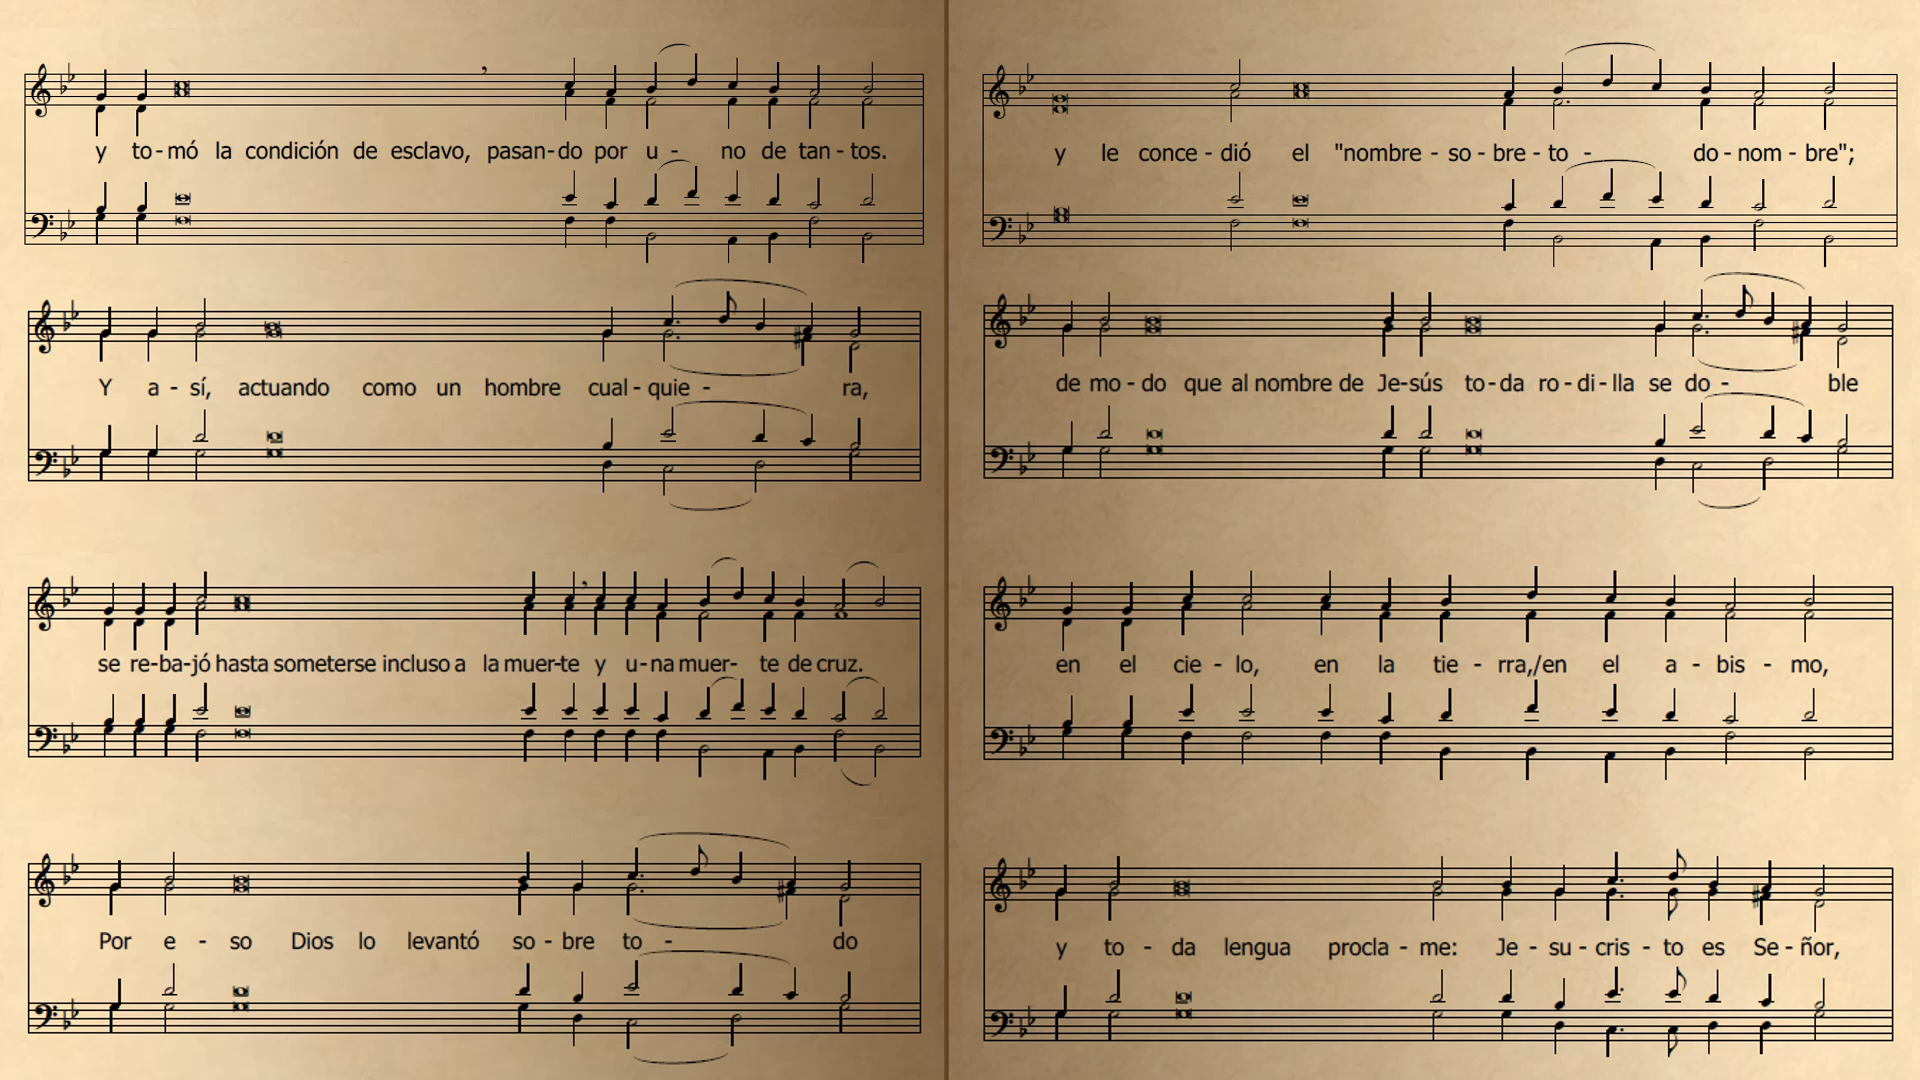 y to-mó la condición de esclavo, pasan-do por u - no de tan - tos.
Y a - sí, actuando como un hombre cual - quie - ra,
se re-ba-jó hasta someterse incluso a la muer-te y u-na muer- te de cruz.
Por e - so Dios lo levantó so - bre to - do
y le conce - dió el "nombre - so - bre - to - do - nom - bre";
de mo - do que al nombre de Je-sús to-da ro-di-lla se do - ble
en el cie - lo, en la tie - rra,/en el a - bis - mo,
y to - da lengua procla - me: Je - su - cris - to es Se - ñor,